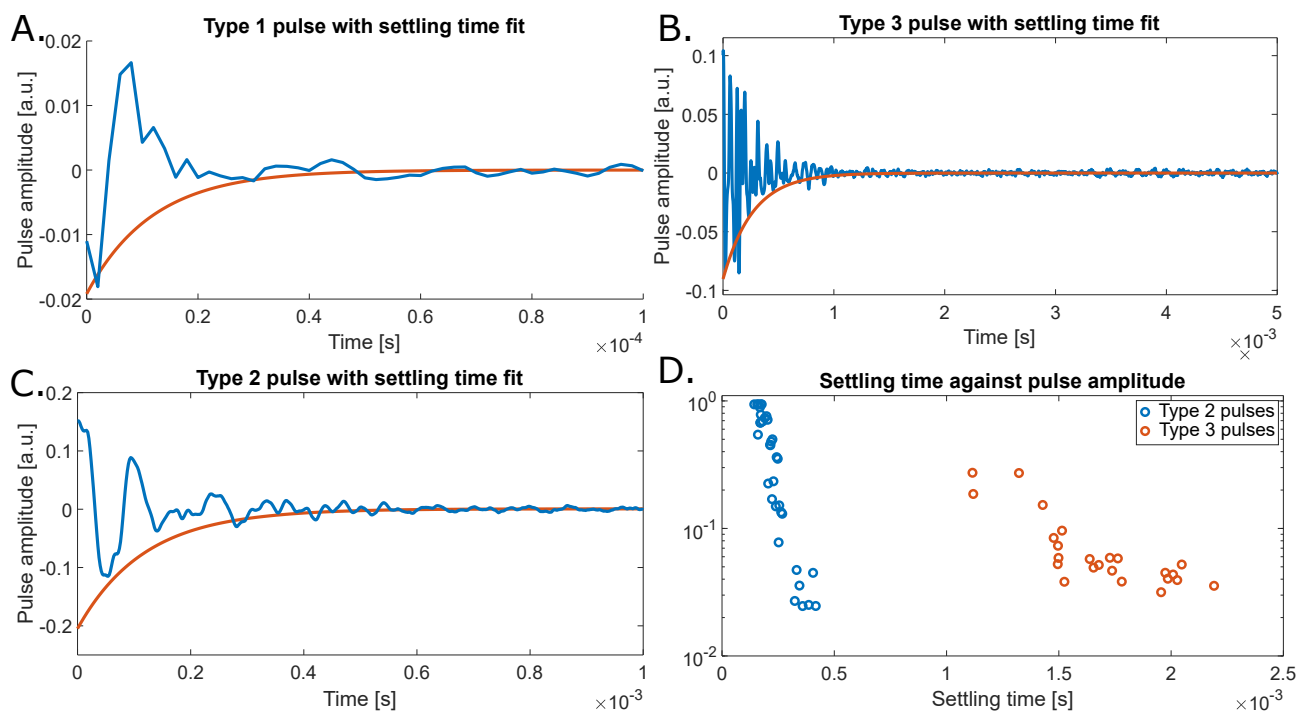 A.
Type 1 pulse with settling time fit
Pulse amplitude [a.u.]
0.02
0.01
0
-0.01
-0.02
0 0.2 0.4 0.6 0.8 1
Time [s]
×10-4
B.
Type 3 pulse with settling time fit
Pulse amplitude [a.u.]
0.1
0.05
0
-0.05
-0.1
0 1 2 3 4 5
Time [s]
×10-3
×
C.
Type 2 pulse with settling time fit
Pulse amplitude [a.u.]
0.2
0.1
0
-0.1
-0.2
0 0.2 0.4 0.6 0.8 1
Time [s]
×10-3
D.
Settling time against pulse amplitude
Type 2 pulses
Type 3 pulses
100
10-1
10-2
0 0.5 1 1.5 2 2.5
Settling time [s]
×10-3